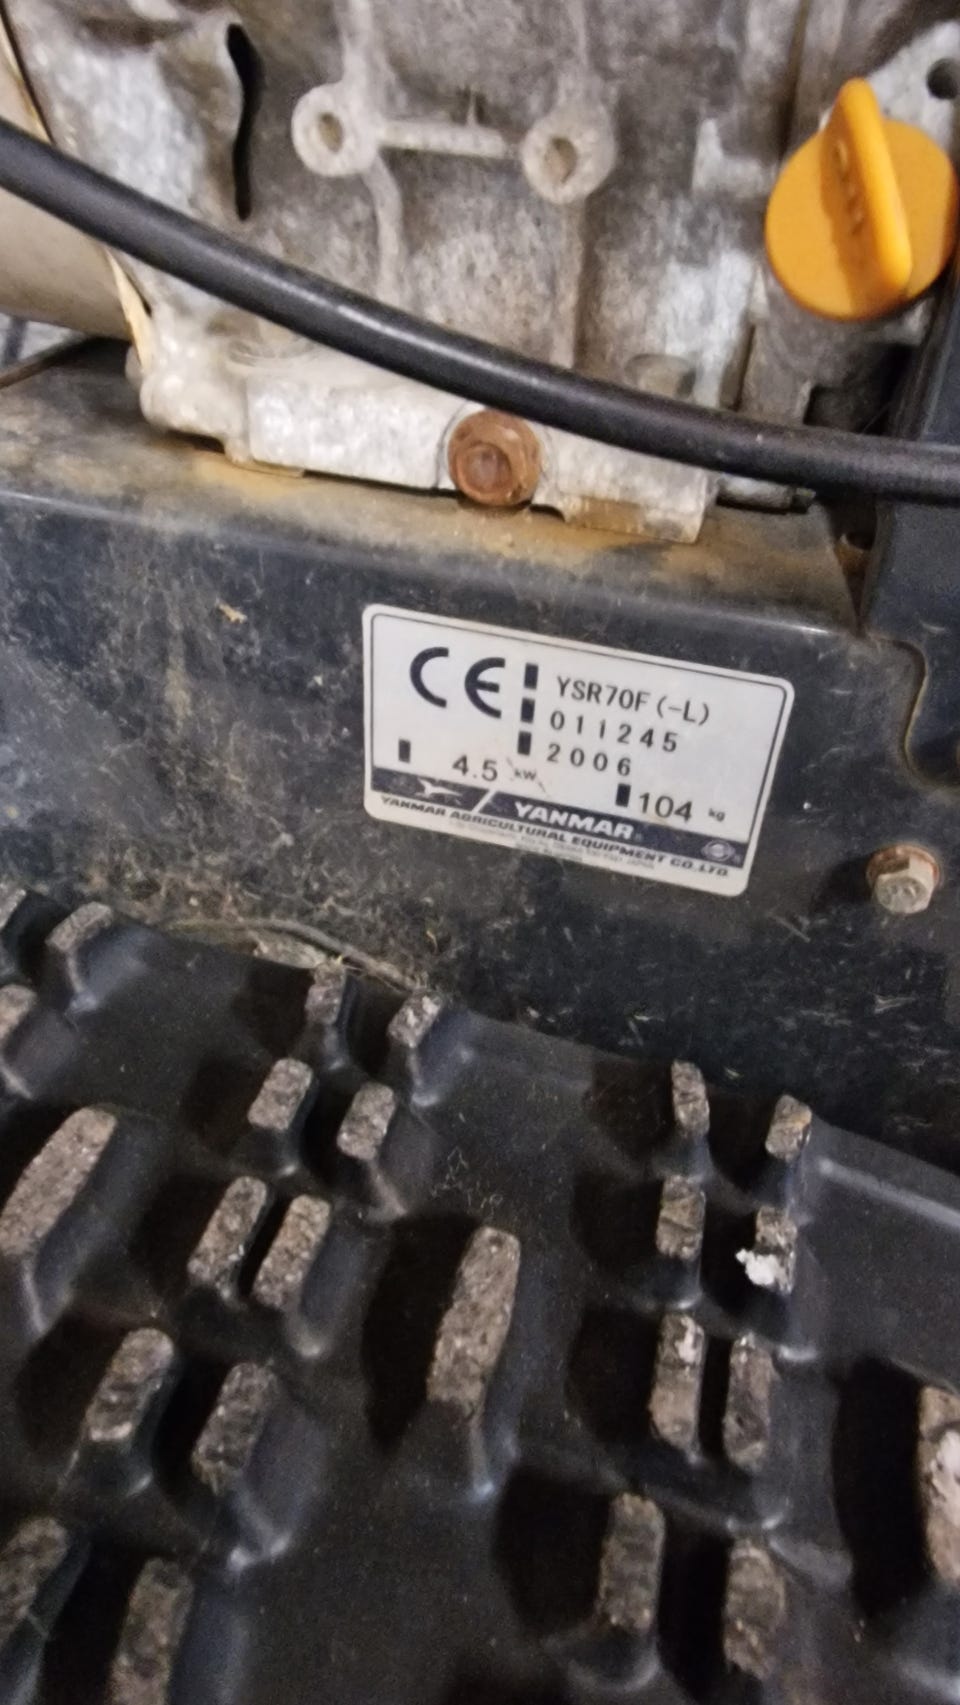 CE YSR70F(-L)
011245
2006
4.5 kW
104 kg
YANMAR
YANMAR AGRICULTURAL EQUIPMENT CO.,LTD.